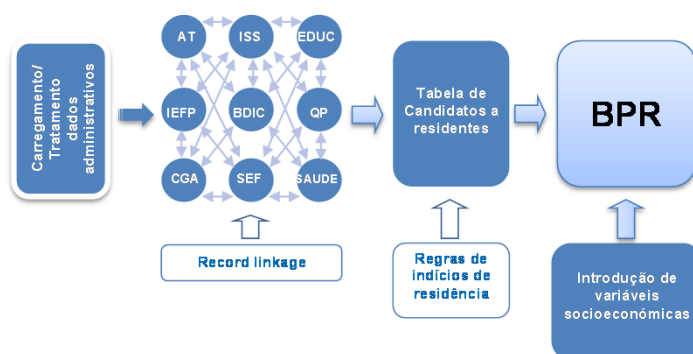 Carregamento/
Tratamento
dados
administrativos
AT
ISS
EDUC
IEFP
BDIC
QP
CGA
SEF
SAUDE
Record linkage
Tabela de
Candidatos a
residentes
Regras de
indícios de
residência
BPR
Introdução de
variáveis
socioeconómicas